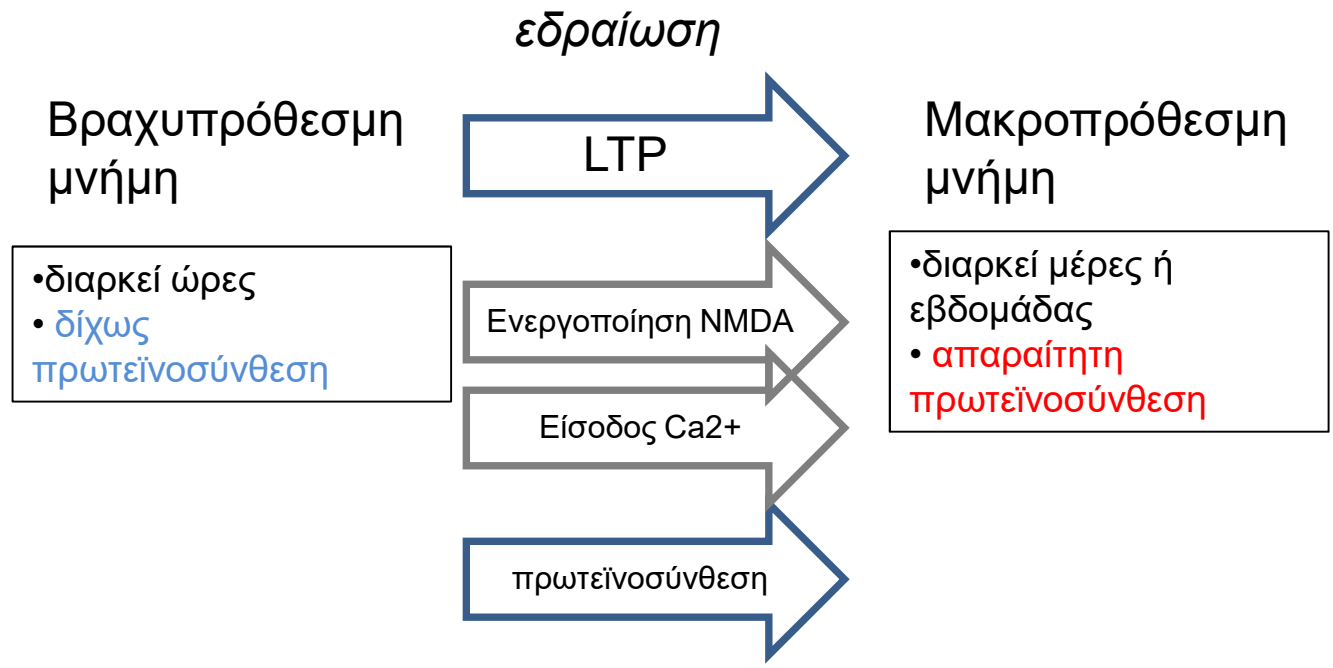 εδραίωση
Βραχυπρόθεσμη
μνήμη
•διαρκεί ώρες
• δίχως
πρωτεϊνοσύνθεση
LTP
Ενεργοποίηση NMDA
Είσοδος Ca2+
πρωτεϊνοσύνθεση
Μακροπρόθεσμη
μνήμη
•διαρκεί μέρες ή
εβδομάδας
• απαραίτητη
πρωτεϊνοσύνθεση